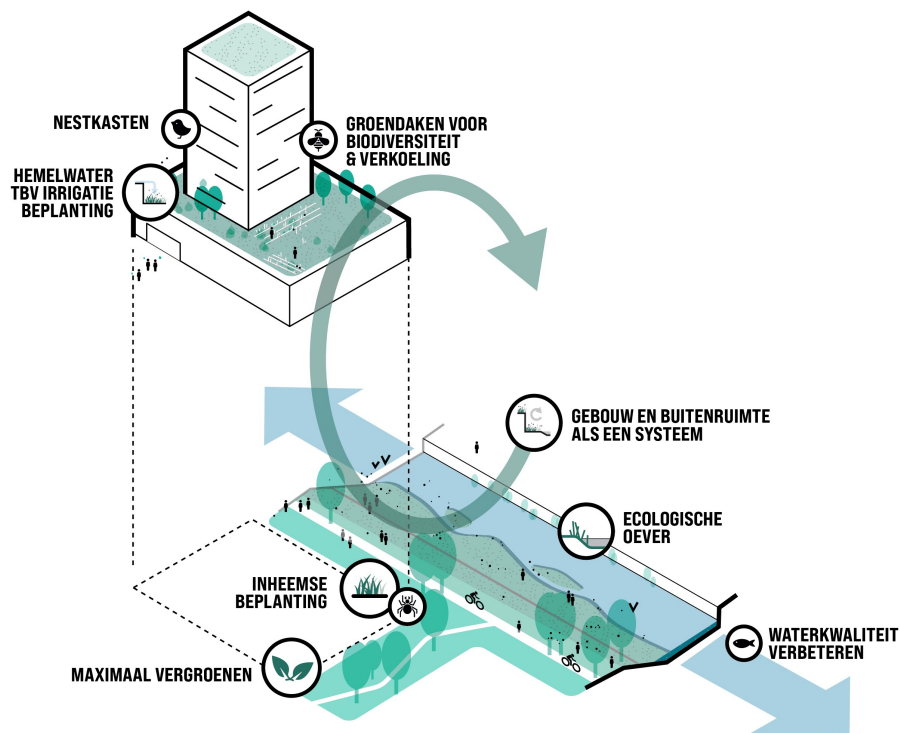 NESTKASTEN
GROENDAKEN VOOR
BIODIVERSITEIT
& VERKOELING
HEMELWATER
TBV IRRIGATIE
BEPLANTING
GEBOUW EN BUITENRUIMTE
ALS EEN SYSTEEM
ECOLOGISCHE
OEVER
INHEEMSE
BEPLANTING
WATERKWALITEIT
VERBETEREN
MAXIMAAL VERGROENEN